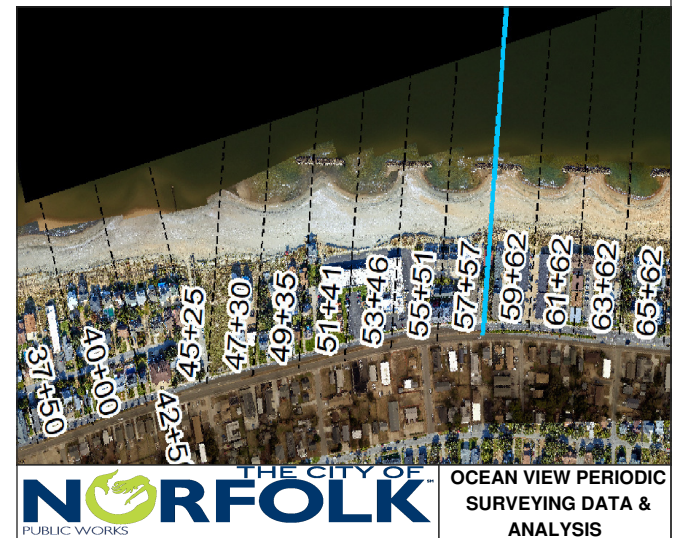 37+50
40+00
42+5
45+25
47+30
49+35
51+41
53+46
55+51
57+57
59+62
61+62
63+62
65+62
THE CITY OF
NORFOLK
PUBLIC WORKS
OCEAN VIEW PERIODIC
SURVEYING DATA &
ANALYSIS